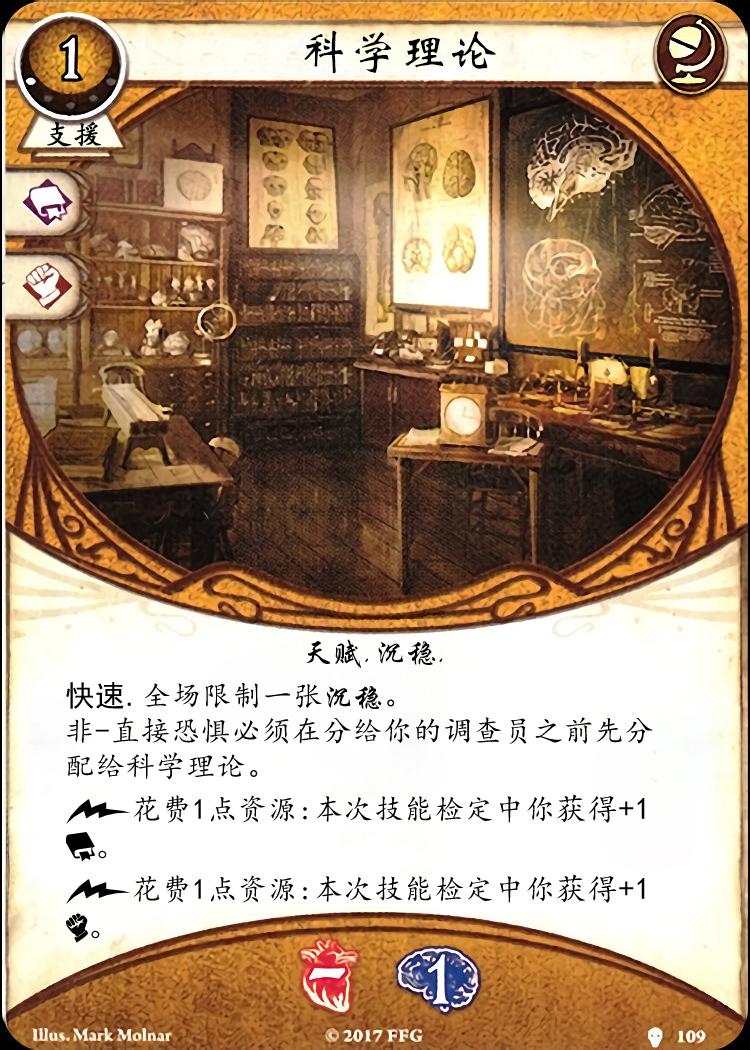 1
科学理论
支援
天赋. 沉稳.
快速. 全场限制一张沉稳。
非-直接恐惧必须在分给你的调查员之前先分
配给科学理论。
花费1点资源:本次技能检定中你获得+1
。
花费1点资源:本次技能检定中你获得+1
。
– 1
Illus. Mark Molnar © 2017 FFG 109